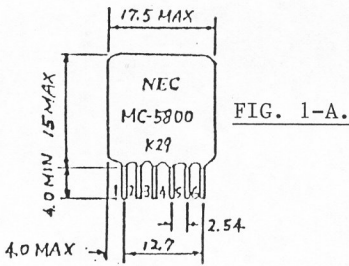 17.5 MAX
NEC
MC-5800
K29
FIG. 1-A.
15 MAX
4.0 MIN
1 2 3 4 5 6
2.54
4.0 MAX
12.7